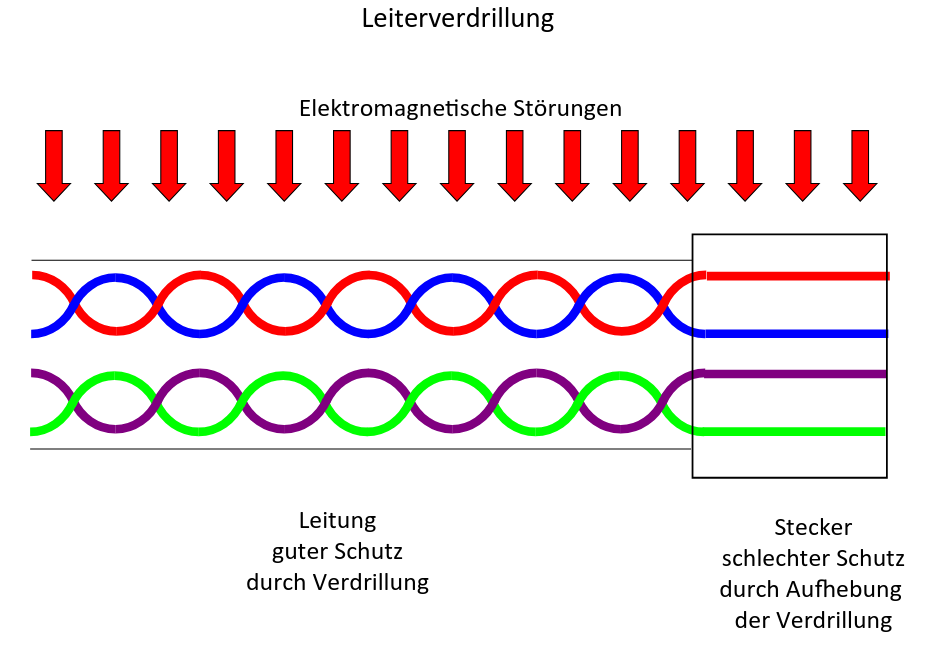 Leiterverdrillung
Elektromagnetische Störungen
Leitung
guter Schutz
durch Verdrillung
Stecker
schlechter Schutz
durch Aufhebung
der Verdrillung